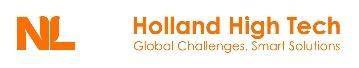 NL
Holland High Tech
Global Challenges, Smart Solutions